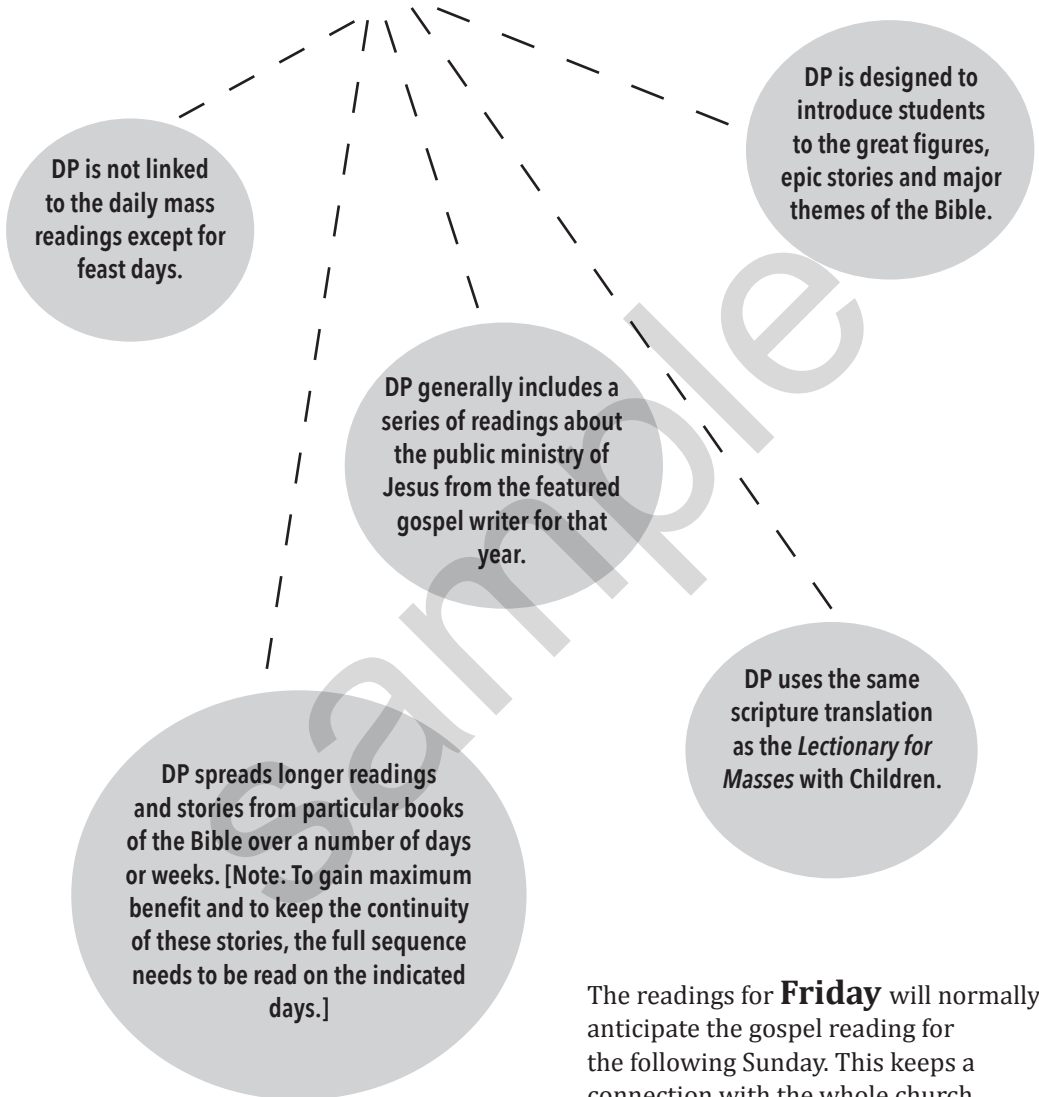 DP is not linked
to the daily mass
readings except for
feast days.
DP is designed to
introduce students
to the great figures,
epic stories and major
themes of the Bible.
DP generally includes a
series of readings about
the public ministry of
Jesus from the featured
gospel writer for that
year.
DP uses the same
scripture translation
as the Lectionary for
Masses with Children.
DP spreads longer readings
and stories from particular books
of the Bible over a number of days
or weeks. [Note: To gain maximum
benefit and to keep the continuity
of these stories, the full sequence
needs to be read on the indicated
days.]
The readings for Friday will normally
anticipate the gospel reading for
the following Sunday. This keeps a
connection with the whole church
sample